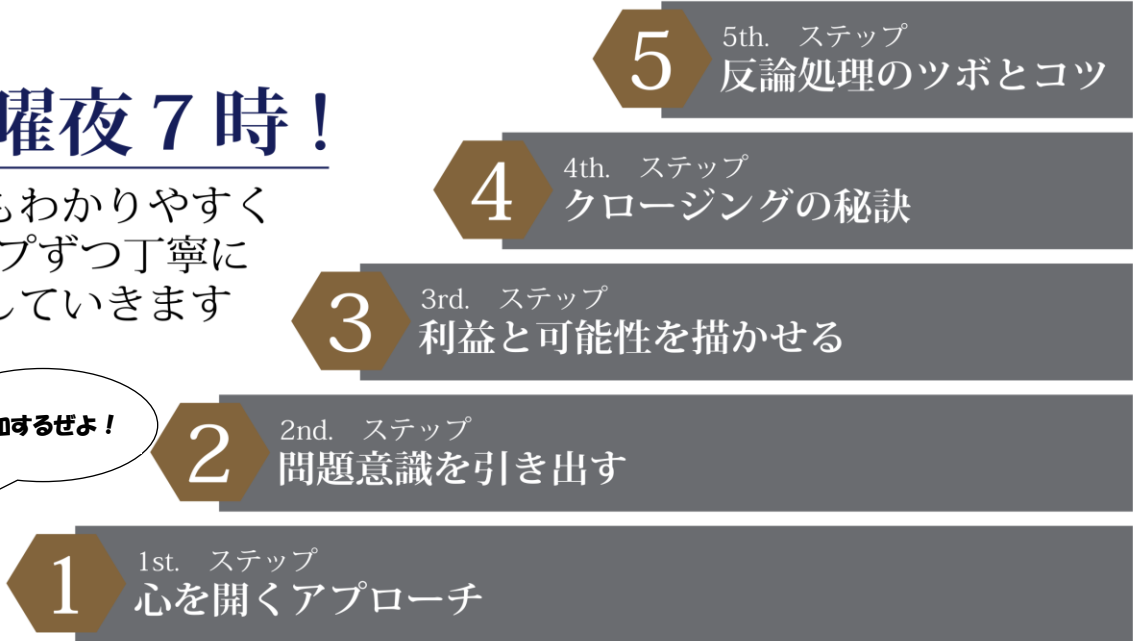 曜夜７時！
もわかりやすく
プずつ丁寧に
していきます
加するぜよ！
5
5th. ステップ
反論処理のツボとコツ
4
4th. ステップ
クロージングの秘訣
3
3rd. ステップ
利益と可能性を描かせる
2
2nd. ステップ
問題意識を引き出す
1
1st. ステップ
心を開くアプローチ